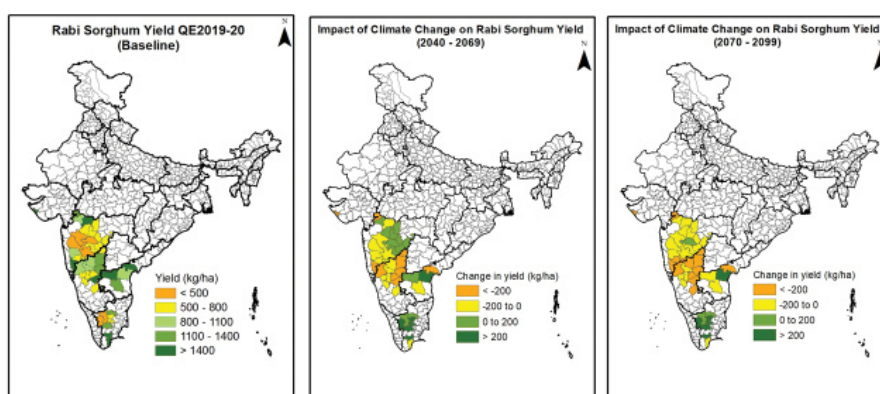 Rabi Sorghum Yield QE2019-20
(Baseline)
N
Yield (kg/ha)
< 500
500 - 800
800 - 1100
1100 - 1400
> 1400
Impact of Climate Change on Rabi Sorghum Yield
(2040 - 2069)
N
Change in yield (kg/ha)
< -200
-200 to 0
0 to 200
> 200
Impact of Climate Change on Rabi Sorghum Yield
(2070 - 2099)
N
Change in yield (kg/ha)
< -200
-200 to 0
0 to 200
> 200